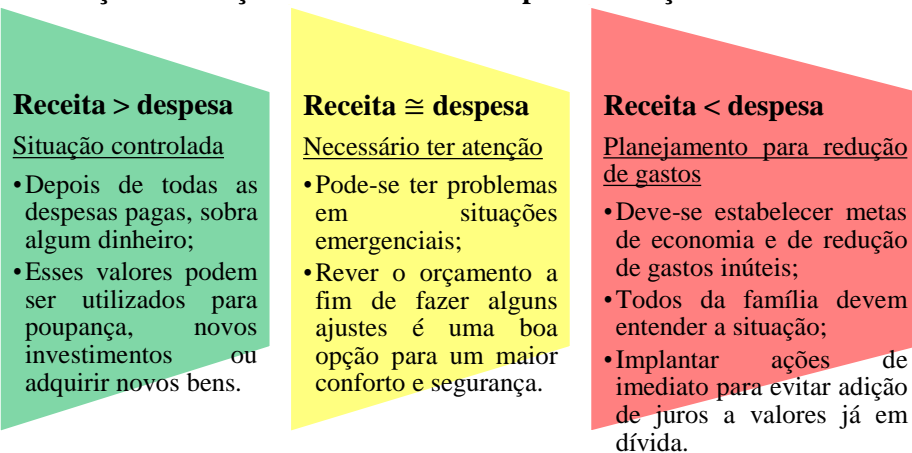 Receita > despesa
Situação controlada
•Depois de todas as
despesas pagas, sobra
algum dinheiro;
•Esses valores podem
ser utilizados para
poupança, novos
investimentos ou
adquirir novos bens.
Receita ≅ despesa
Necessário ter atenção
•Pode-se ter problemas
em situações
emergenciais;
•Rever o orçamento a
fim de fazer alguns
ajustes é uma boa
opção para um maior
conforto e segurança.
Receita < despesa
Planejamento para redução
de gastos
•Deve-se estabelecer metas
de economia e de redução
de gastos inúteis;
•Todos da família devem
entender a situação;
•Implantar ações de
imediato para evitar adição
de juros a valores já em
dívida.